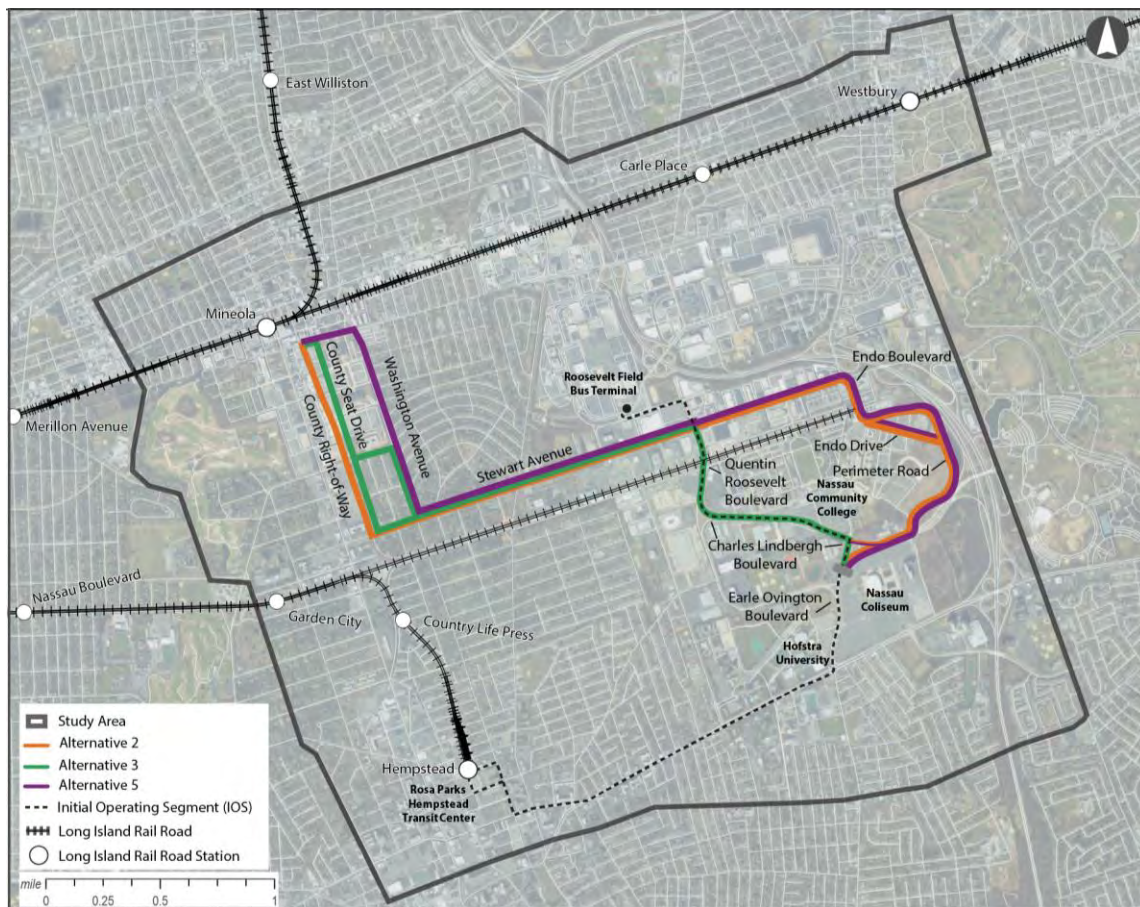 East Williston
Westbury
Carle Place
Mineola
Merillon Avenue
County Seat Drive
Washington Avenue
County Right-of-Way
Roosevelt Field
Bus Terminal
Endo Boulevard
Stewart Avenue
Endo Drive
Perimeter Road
Quentin
Roosevelt
Boulevard
Nassau
Community
College
Charles Lindbergh
Boulevard
Nassau Boulevard
Garden City
Country Life Press
Earle Ovington
Boulevard
Nassau
Coliseum
Hofstra
University
Hempstead
Rosa Parks
Hempstead
Transit Center
Study Area
Alternative 2
Alternative 3
Alternative 5
Initial Operating Segment (IOS)
Long Island Rail Road
Long Island Rail Road Station
mile
0 0.25 0.5 1